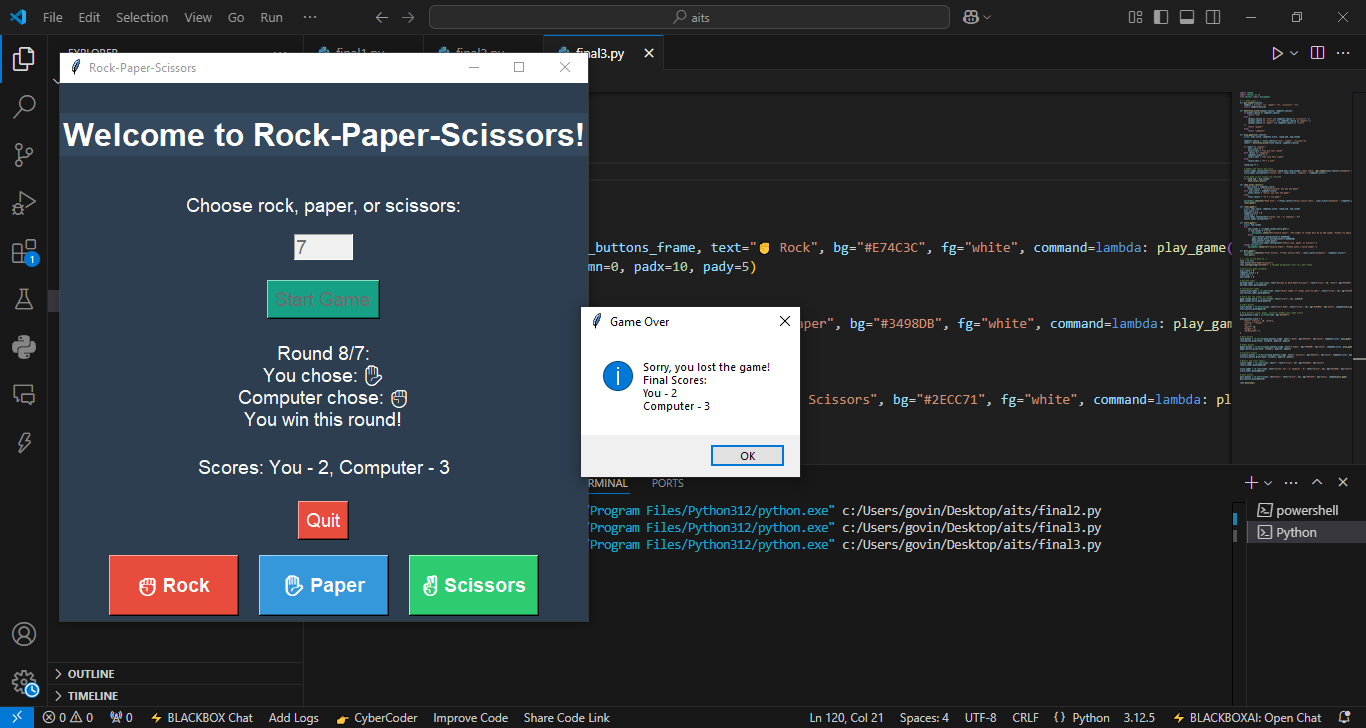 File Edit Selection View Go Run ··· aits
EXPLORER
final1.py final2.py final3.py
Rock-Paper-Scissors
Welcome to Rock-Paper-Scissors!
Choose rock, paper, or scissors:
7
Start Game
Round 8/7:
You chose: ✋
Computer chose: ✊
You win this round!
Scores: You - 2, Computer - 3
Quit
✊ Rock ✋ Paper ✌ Scissors
_buttons_frame, text="✊ Rock", bg="#E74C3C", fg="white", command=lambda: play_game(
mn=0, padx=10, pady=5)
aper", bg="#3498DB", fg="white", command=lambda: play_gam
Scissors", bg="#2ECC71", fg="white", command=lambda: pl
Game Over
Sorry, you lost the game!
Final Scores:
You - 2
Computer - 3
OK
RMINAL PORTS
Program Files/Python312/python.exe" c:/Users/govin/Desktop/aits/final2.py
Program Files/Python312/python.exe" c:/Users/govin/Desktop/aits/final3.py
Program Files/Python312/python.exe" c:/Users/govin/Desktop/aits/final3.py
powershell
Python
1
OUTLINE
TIMELINE
0 0 0 BLACKBOX Chat Add Logs CyberCoder Improve Code Share Code Link Ln 120, Col 21 Spaces: 4 UTF-8 CRLF {} Python 3.12.5 BLACKBOXAI: Open Chat